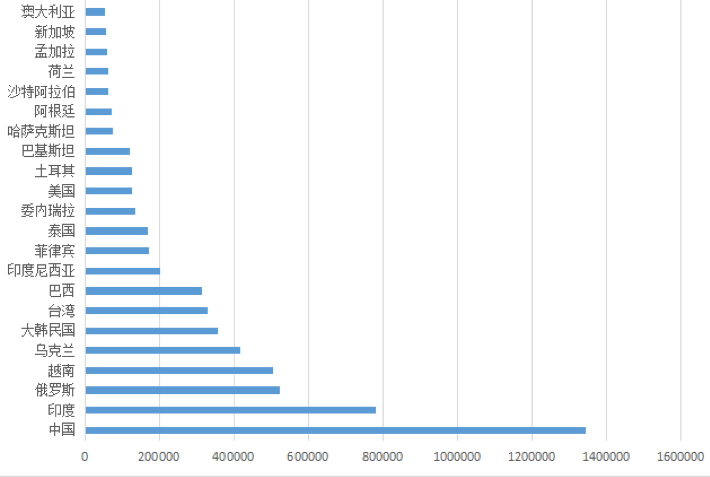 澳大利亚
新加坡
孟加拉
荷兰
沙特阿拉伯
阿根廷
哈萨克斯坦
巴基斯坦
土耳其
美国
委内瑞拉
泰国
菲律宾
印度尼西亚
巴西
台湾
大韩民国
乌克兰
越南
俄罗斯
印度
中国
0 200000 400000 600000 800000 1000000 1200000 1400000 1600000